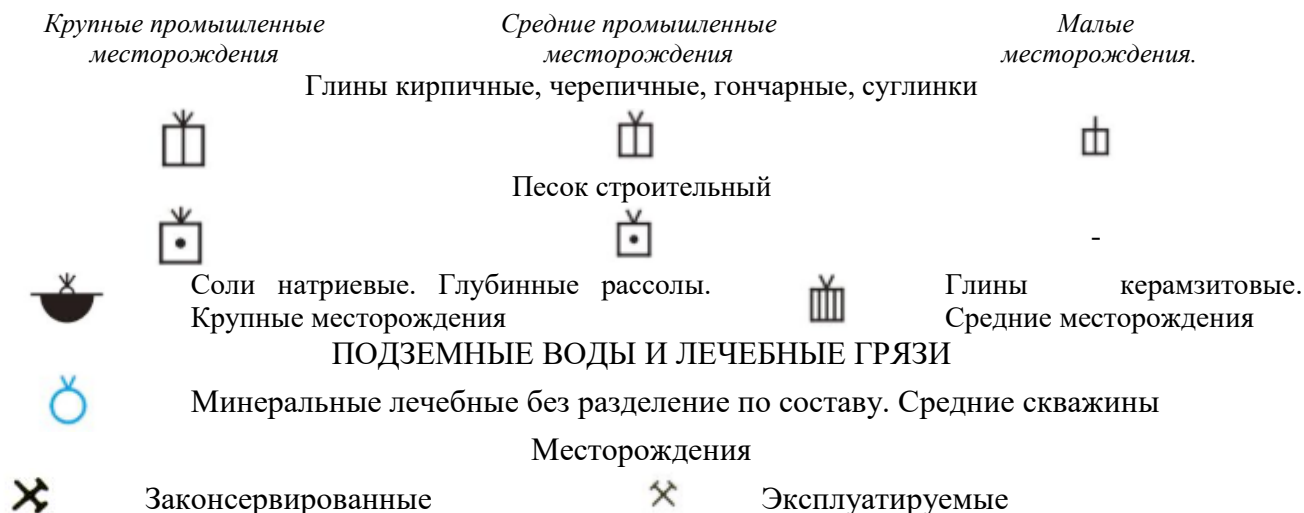 Крупные промышленные Средние промышленные Малые
месторождения месторождения месторождения.
Глины кирпичные, черепичные, гончарные, суглинки
Песок строительный
-
Соли натриевые. Глубинные рассолы. Глины керамзитовые.
Крупные месторождения Средние месторождения
ПОДЗЕМНЫЕ ВОДЫ И ЛЕЧЕБНЫЕ ГРЯЗИ
Минеральные лечебные без разделение по составу. Средние скважины
Месторождения
Законсервированные Эксплуатируемые